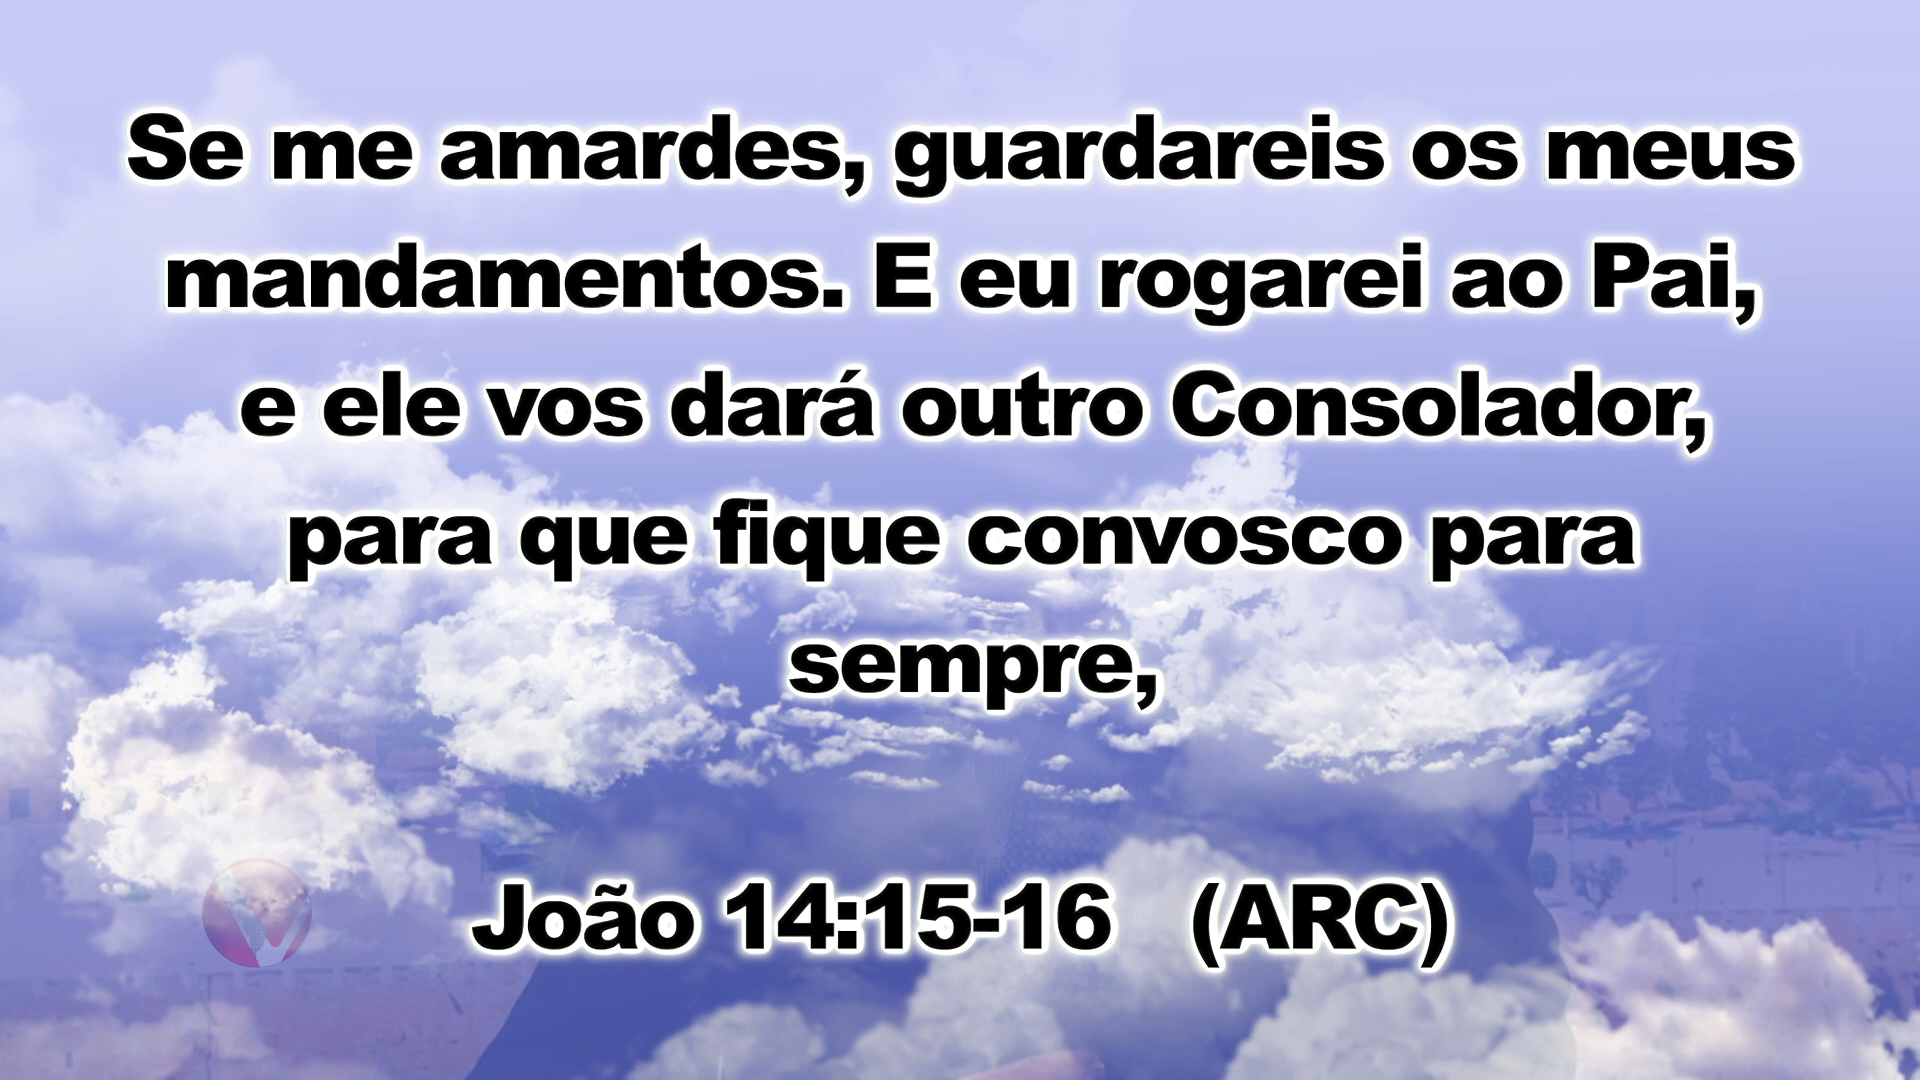 Se me amardes, guardareis os meus
mandamentos. E eu rogarei ao Pai,
e ele vos dará outro Consolador,
para que fique convosco para
sempre,
João 14:15-16 (ARC)